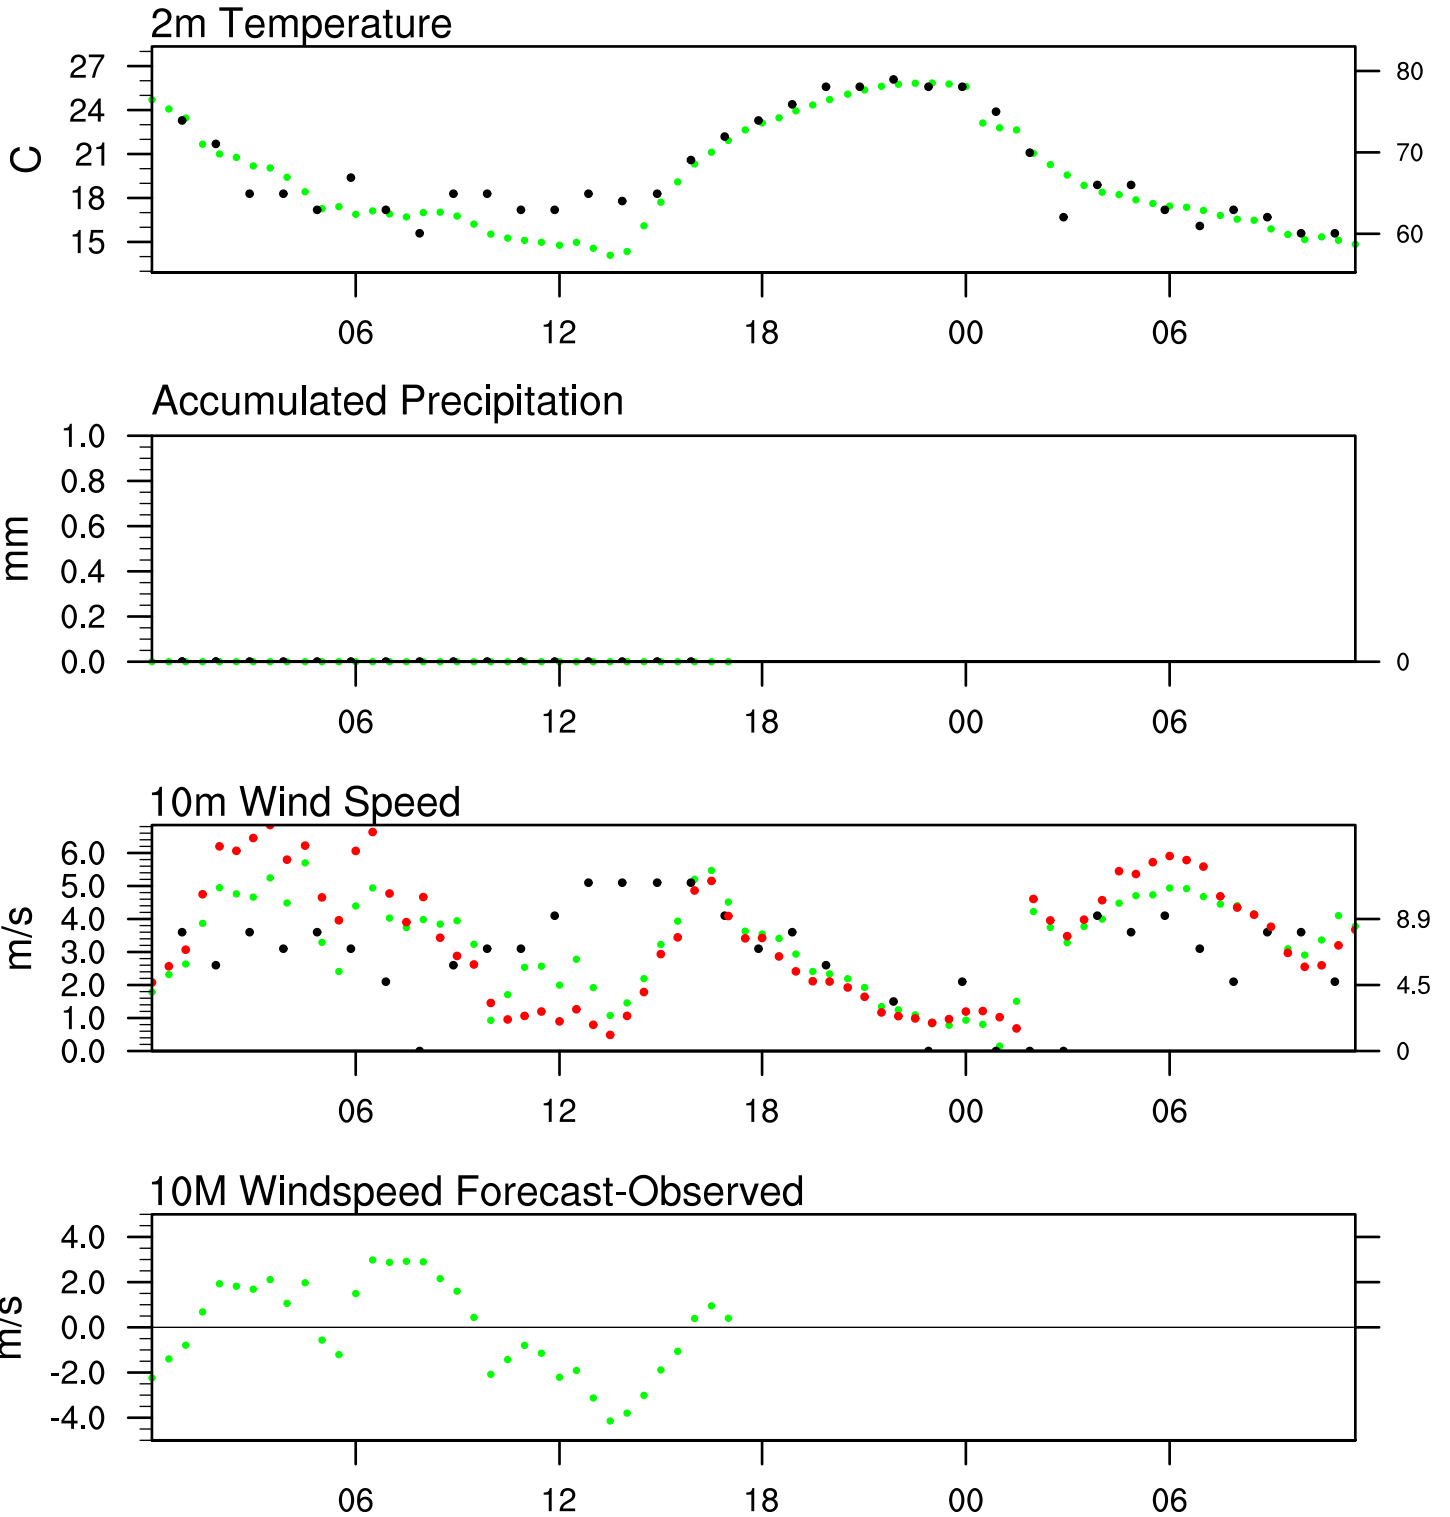 2m Temperature
27
24
21
18
15
C
80
70
60
06 12 18 00 06
Accumulated Precipitation
1.0
0.8
0.6
0.4
0.2
0.0
mm
0
06 12 18 00 06
10m Wind Speed
6.0
5.0
4.0
3.0
2.0
1.0
0.0
m/s
8.9
4.5
0
06 12 18 00 06
10M Windspeed Forecast-Observed
4.0
2.0
0.0
-2.0
-4.0
m/s
06 12 18 00 06